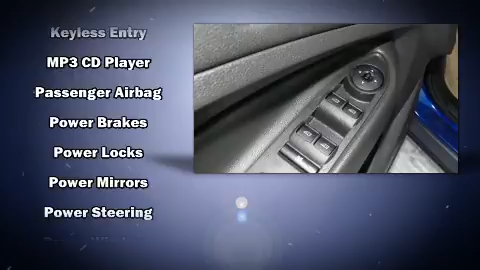 Keyless Entry
MP3 CD Player
Passenger Airbag
Power Brakes
Power Locks
Power Mirrors
Power Steering